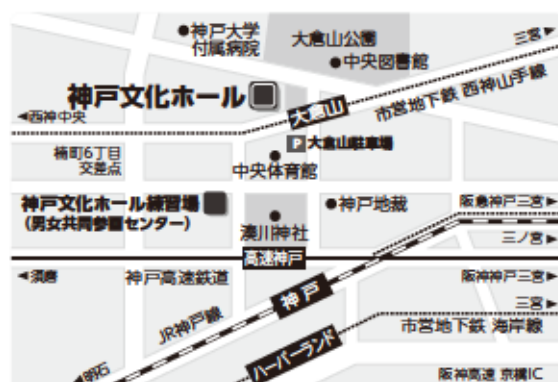 ●神戸大学
付属病院
大倉山公園
●中央図書館
三宮▶
神戸文化ホール
大倉山
市営地下鉄 西神山手線
◀西神中央
P 大倉山駐車場
楠町6丁目
交差点
中央体育館
神戸文化ホール練習場
(男女共同参画センター)
●神戸地裁
湊川神社
阪急神戸三宮▶
三ノ宮▶
高速神戸
◀須磨
神戸高速鉄道
阪神神戸三宮▶
神戸
三宮▶
JR神戸線
市営地下鉄 海岸線
ハーバーランド
◀明石
阪神高速 京橋IC